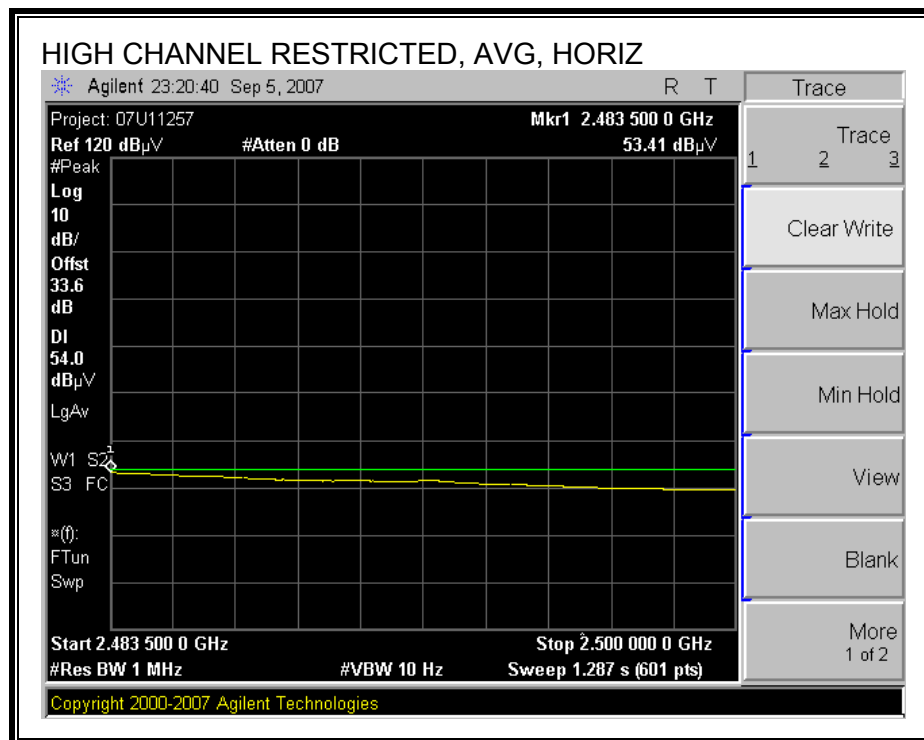 HIGH CHANNEL RESTRICTED, AVG, HORIZ
Agilent 23:20:40 Sep 5, 2007 R T
Trace
Project: 07U11257 Mkr1 2.483 500 0 GHz
Ref 120 dBµV #Atten 0 dB 53.41 dBµV
#Peak
Log
10
dB/
Offst
33.6
dB
DI
54.0
dBµV
LgAv
W1 S2
S3 FC
¤(f):
FTun
Swp
1
Start 2.483 500 0 GHz Stop 2.500 000 0 GHz
#Res BW 1 MHz #VBW 10 Hz Sweep 1.287 s (601 pts)
Copyright 2000-2007 Agilent Technologies
Trace
1 2 3
Clear Write
Max Hold
Min Hold
View
Blank
More
1 of 2